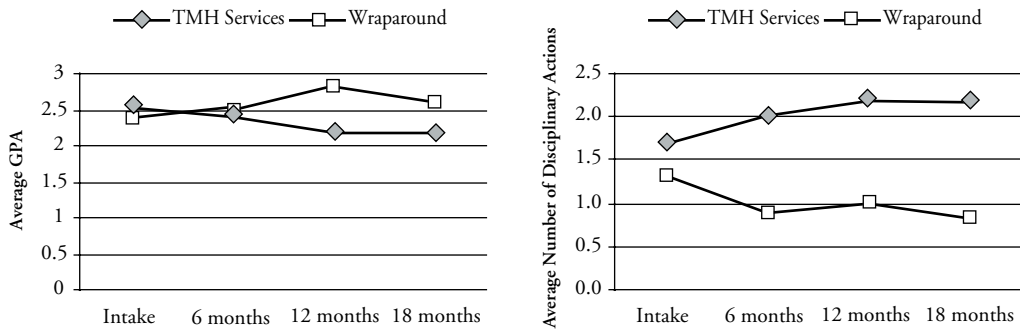 TMH Services Wraparound
3
2.5
2
1.5
1
0.5
0
Average GPA
Intake 6 months 12 months 18 months
TMH Services Wraparound
2.5
2.0
1.5
1.0
0.5
0.0
Average Number of Disciplinary Actions
Intake 6 months 12 months 18 months